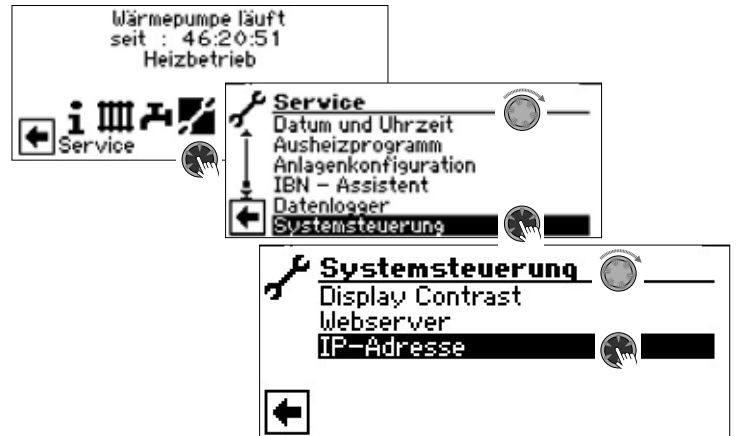 Wärmepumpe läuft
seit : 46:20:51
Heizbetrieb
Service
Service
Datum und Uhrzeit
Ausheizprogramm
Anlagenkonfiguration
IBN - Assistent
Datenlogger
Systemsteuerung
Systemsteuerung
Display Contrast
Webserver
IP-Adresse